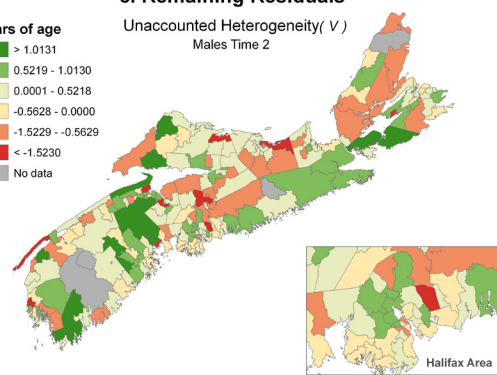 Remaining Residuals
Unaccounted Heterogeneity( V )
Males Time 2
of age
> 1.0131
0.5219 - 1.0130
0.0001 - 0.5218
-0.5628 - 0.0000
-1.5229 - -0.5629
< -1.5230
No data
Halifax Area